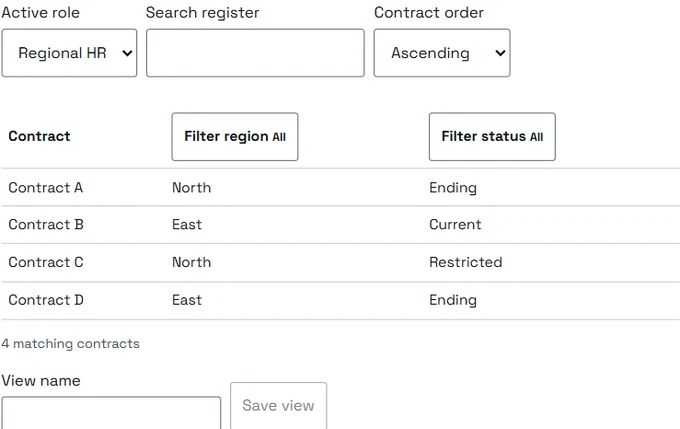 Active role Search register Contract order
Regional HR Ascending
Contract Filter region All Filter status All
Contract A North Ending
Contract B East Current
Contract C North Restricted
Contract D East Ending
4 matching contracts
View name
Save view